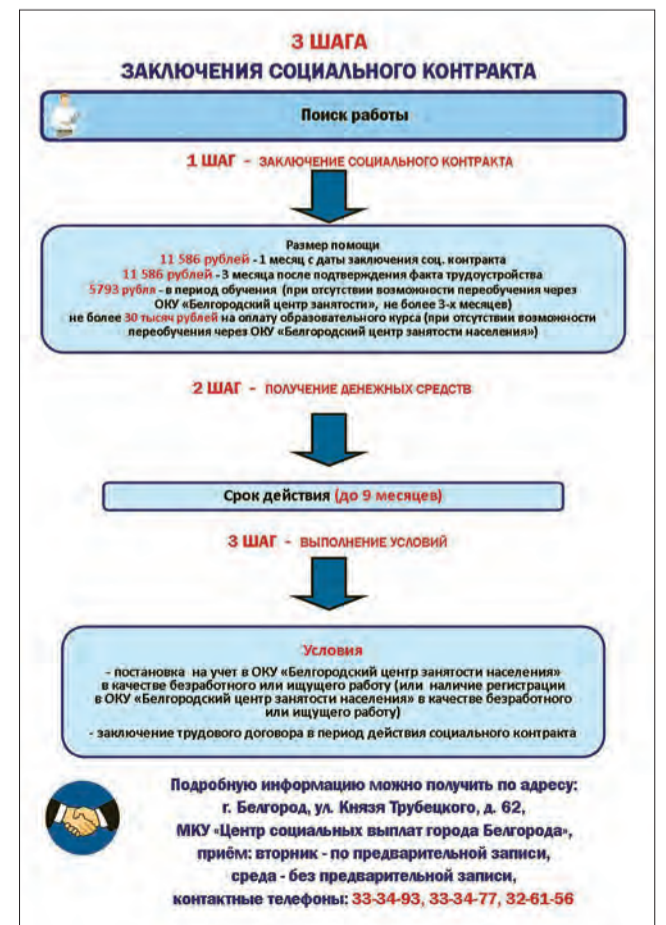 3 ШАГА
ЗАКЛЮЧЕНИЯ СОЦИАЛЬНОГО КОНТРАКТА
Поиск работы
1 ШАГ - ЗАКЛЮЧЕНИЕ СОЦИАЛЬНОГО КОНТРАКТА
Размер помощи
11 586 рублей - 1 месяц с даты заключения соц. контракта
11 586 рублей - 3 месяца после подтверждения факта трудоустройства
5793 рубля - в период обучения (при отсутствии возможности переобучения через
ОКУ «Белгородский центр занятости», не более 3-х месяцев)
не более 30 тысяч рублей на оплату образовательного курса (при отсутствии возможности
переобучения через ОКУ «Белгородский центр занятости населения»)
2 ШАГ - ПОЛУЧЕНИЕ ДЕНЕЖНЫХ СРЕДСТВ
Срок действия (до 9 месяцев)
3 ШАГ - ВЫПОЛНЕНИЕ УСЛОВИЙ
Условия
- постановка на учет в ОКУ «Белгородский центр занятости населения»
в качестве безработного или ищущего работу (или наличие регистрации
в ОКУ «Белгородский центр занятости населения» в качестве безработного
или ищущего работу)
- заключение трудового договора в период действия социального контракта
Подробную информацию можно получить по адресу:
г. Белгород, ул. Князя Трубецкого, д. 62,
МКУ «Центр социальных выплат города Белгорода»,
приём: вторник - по предварительной записи,
среда - без предварительной записи,
контактные телефоны: 33-34-93, 33-34-77, 32-61-56